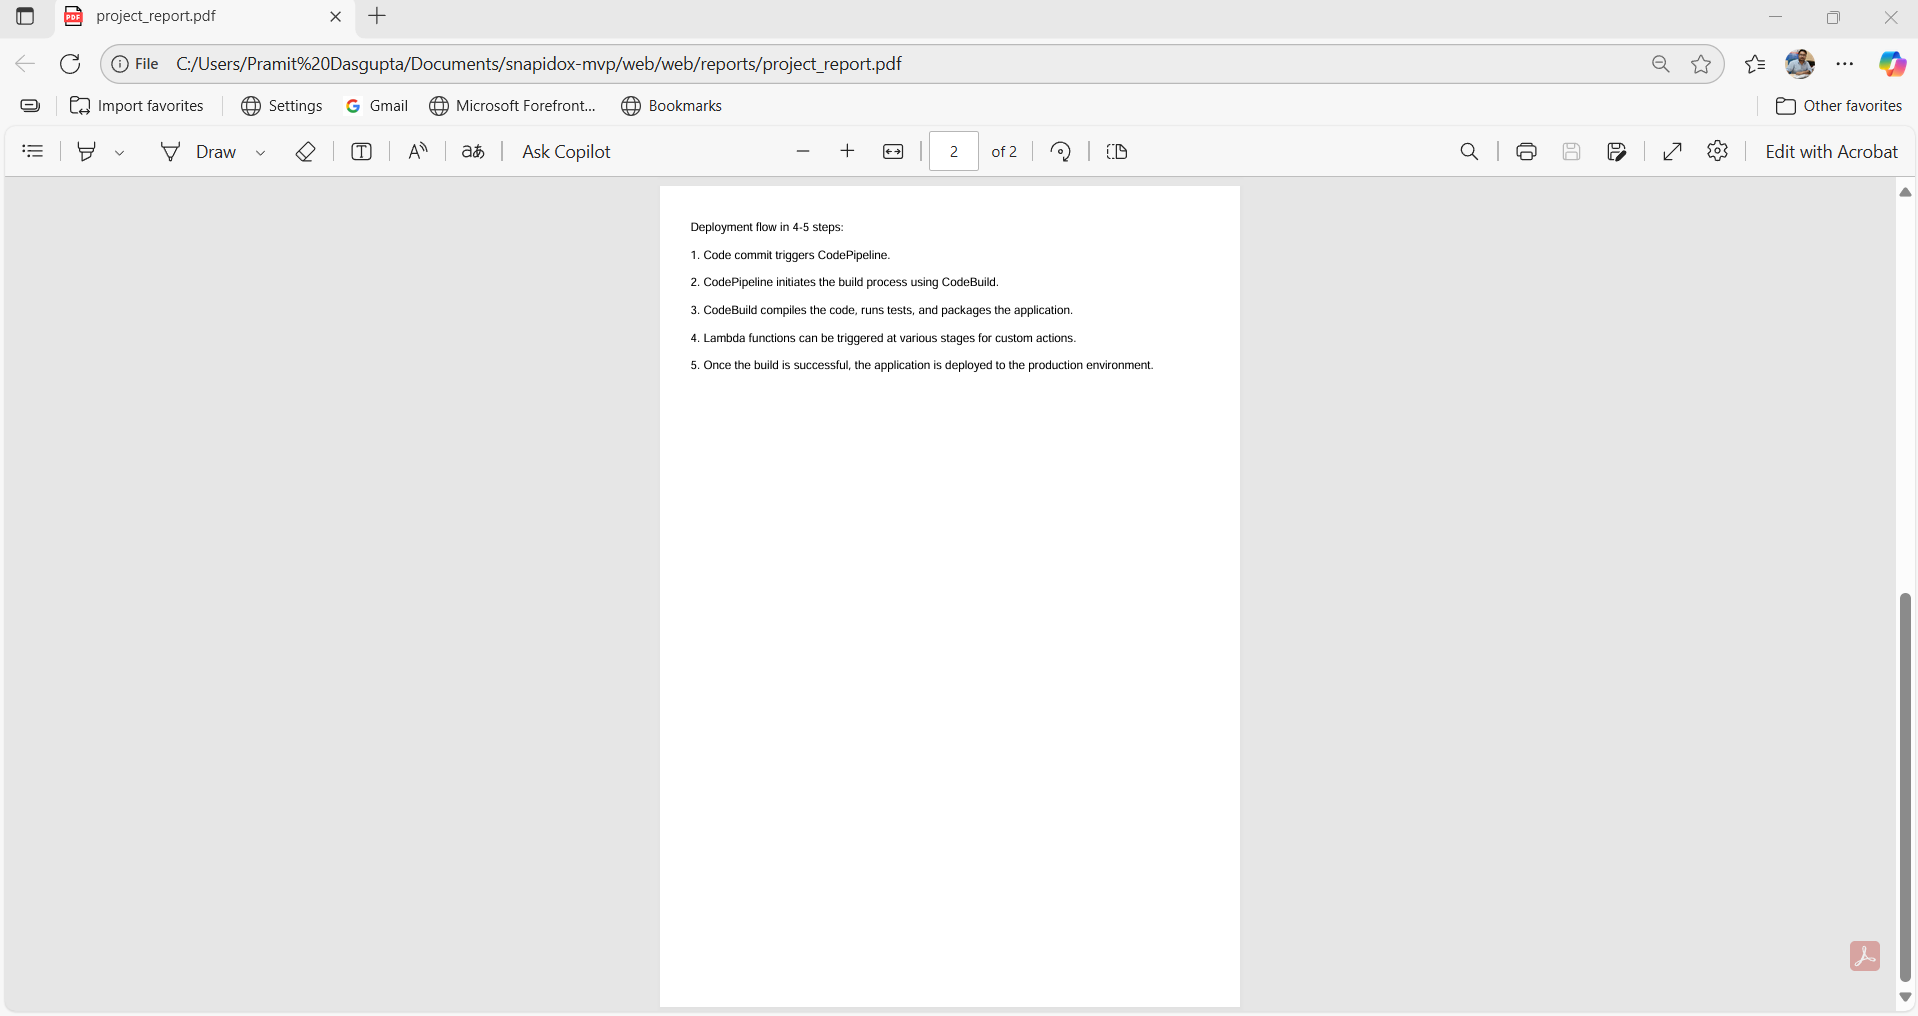 project_report.pdf
File C:/Users/Pramit%20Dasgupta/Documents/snapidox-mvp/web/web/reports/project_report.pdf
Import favorites Settings Gmail Microsoft Forefront... Bookmarks Other favorites
Draw Ask Copilot 2 of 2 Edit with Acrobat
Deployment flow in 4-5 steps:
1. Code commit triggers CodePipeline.
2. CodePipeline initiates the build process using CodeBuild.
3. CodeBuild compiles the code, runs tests, and packages the application.
4. Lambda functions can be triggered at various stages for custom actions.
5. Once the build is successful, the application is deployed to the production environment.